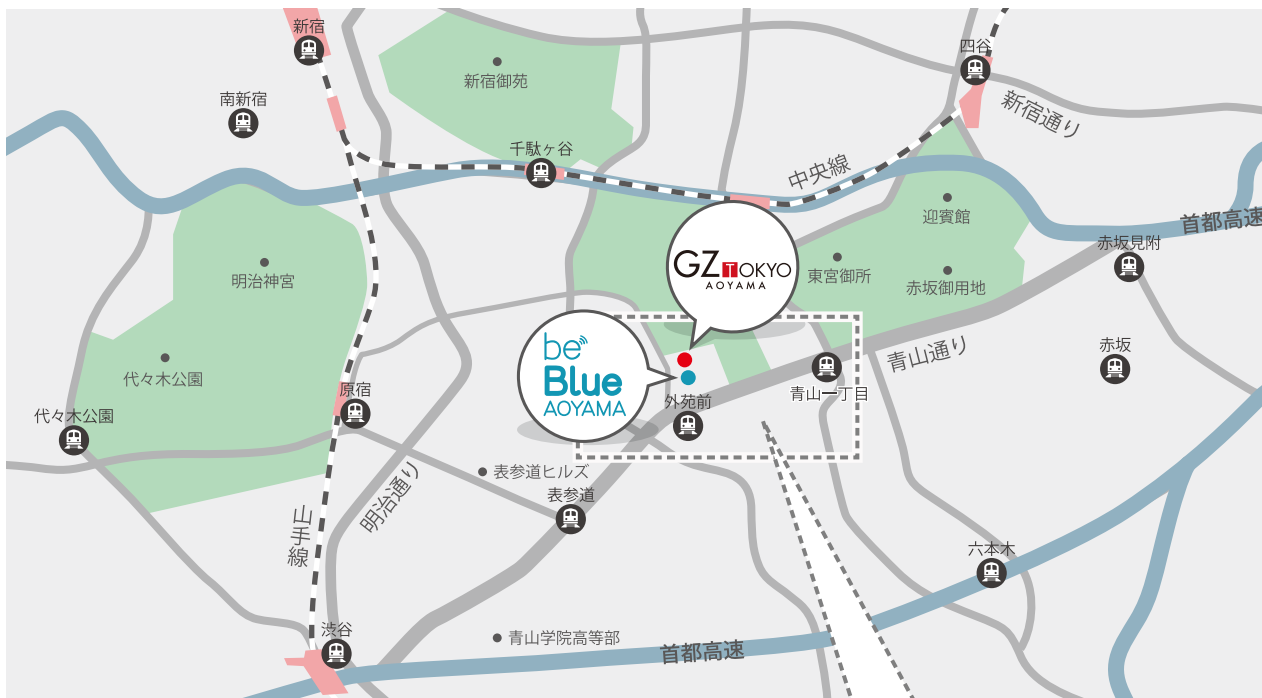 新宿
四谷
新宿御苑
南新宿
新宿通り
千駄ヶ谷
中央線
迎賓館
首都高速
赤坂見附
GZ TOKYO
AOYAMA
東宮御所
明治神宮
赤坂御用地
be
Blue
AOYAMA
青山通り
赤坂
代々木公園
原宿
青山一丁目
外苑前
代々木公園
表参道ヒルズ
明治通り
表参道
山手線
六本木
渋谷
青山学院高等部
首都高速